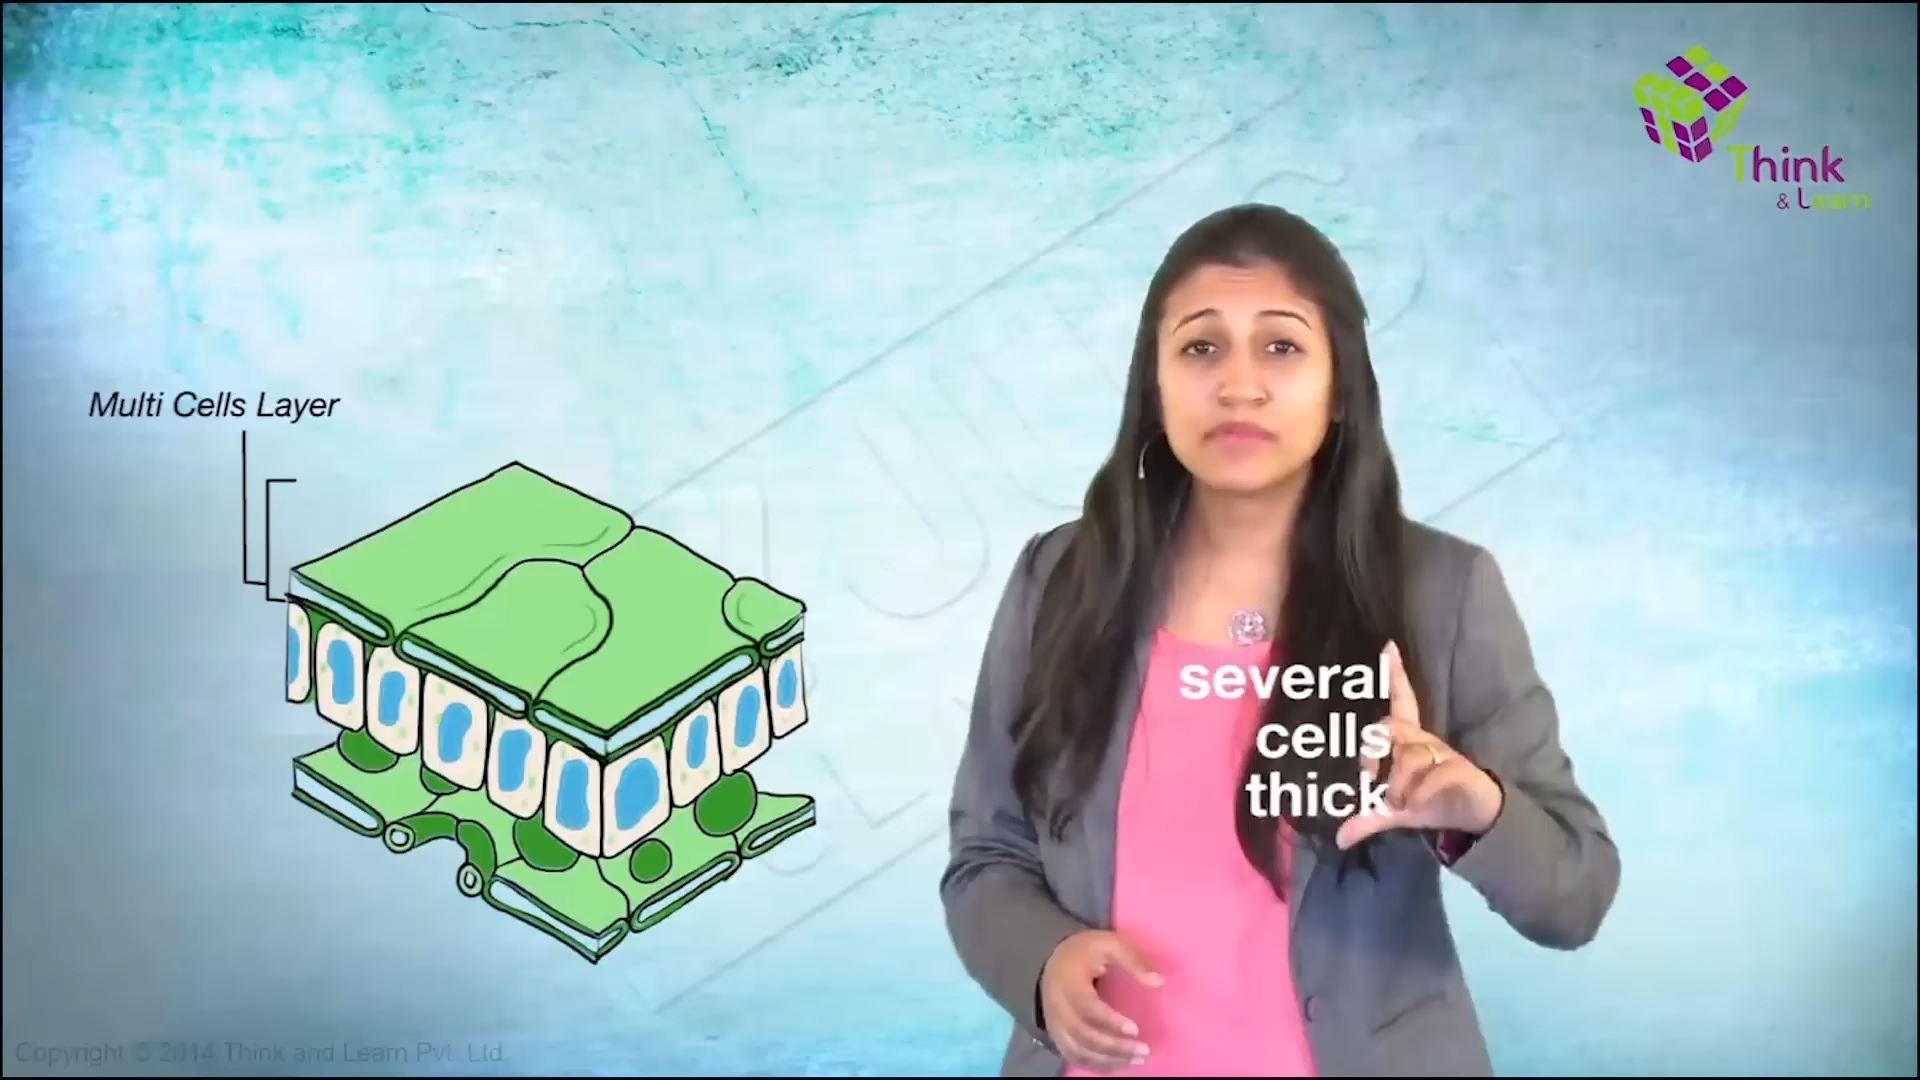 Think
& Learn
Multi Cells Layer
several
cells
thick
Copyright © 2014 Think and Learn Pvt. Ltd.